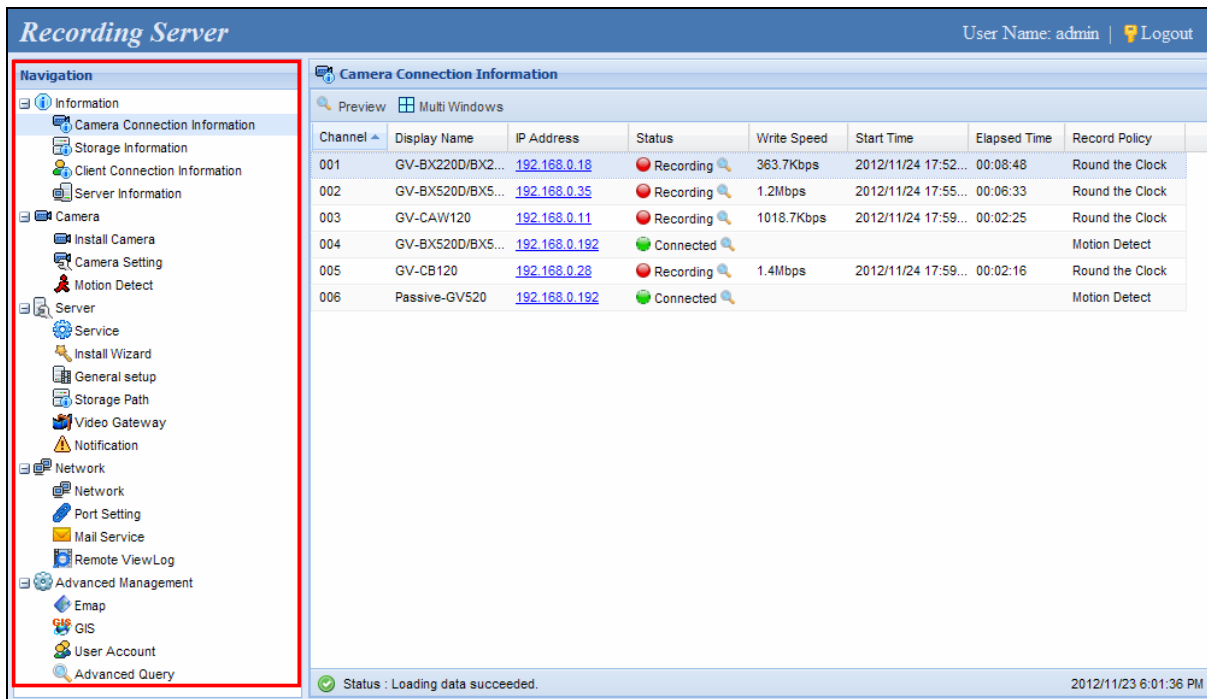 Recording Server
User Name: admin | Logout
Navigation
Information
Camera Connection Information
Storage Information
Client Connection Information
Server Information
Camera
Install Camera
Camera Setting
Motion Detect
Server
Service
Install Wizard
General setup
Storage Path
Video Gateway
Notification
Network
Network
Port Setting
Mail Service
Remote ViewLog
Advanced Management
Emap
GIS
GIS
User Account
Advanced Query
Camera Connection Information
Preview Multi Windows
Channel Display Name IP Address Status Write Speed Start Time Elapsed Time Record Policy
001 GV-BX220D/BX2... 192.168.0.18 Recording 363.7Kbps 2012/11/24 17:52... 00:08:48 Round the Clock
002 GV-BX520D/BX5... 192.168.0.35 Recording 1.2Mbps 2012/11/24 17:55... 00:06:33 Round the Clock
003 GV-CAW120 192.168.0.11 Recording 1018.7Kbps 2012/11/24 17:59... 00:02:25 Round the Clock
004 GV-BX520D/BX5... 192.168.0.192 Connected Motion Detect
005 GV-CB120 192.168.0.28 Recording 1.4Mbps 2012/11/24 17:59... 00:02:16 Round the Clock
006 Passive-GV520 192.168.0.192 Connected Motion Detect
Status : Loading data succeeded.
2012/11/23 6:01:36 PM